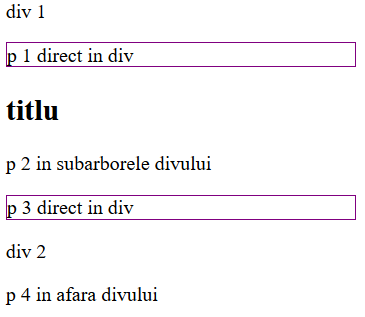 div 1
p 1 direct in div
titlu
p 2 in subarborele divului
p 3 direct in div
div 2
p 4 in afara divului